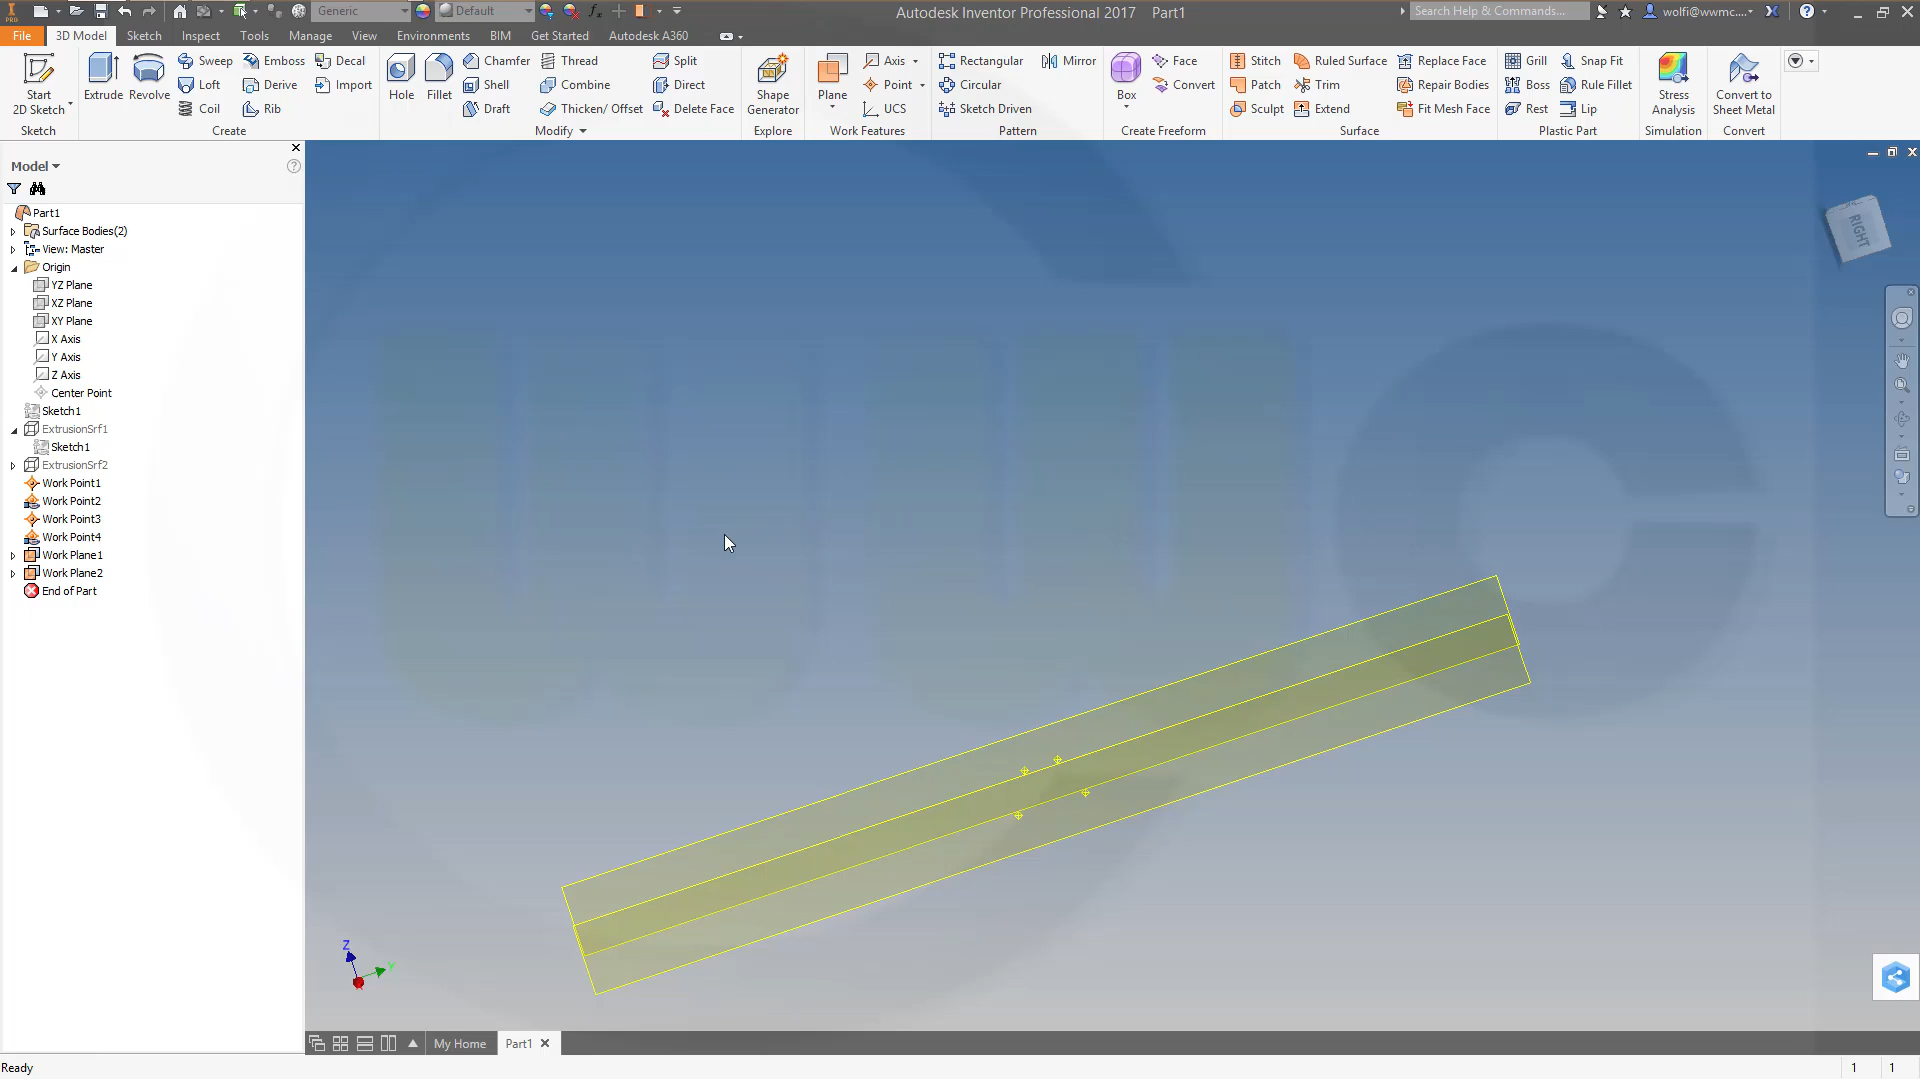 PRO Generic Default Autodesk Inventor Professional 2017 Part1 Search Help & Commands... wolfi@wwmc....
File 3D Model Sketch Inspect Tools Manage View Environments BIM Get Started Autodesk A360
Start
2D Sketch
Extrude
Revolve
Sweep
Loft
Coil
Emboss
Derive
Rib
Decal
Import
Hole
Fillet
Chamfer
Shell
Draft
Thread
Combine
Thicken/ Offset
Split
Direct
Delete Face
Shape
Generator
Plane
Axis
Point
UCS
Rectangular
Circular
Sketch Driven
Mirror
Box
Face
Convert
Stitch
Patch
Sculpt
Ruled Surface
Trim
Extend
Replace Face
Repair Bodies
Fit Mesh Face
Grill
Boss
Rest
Snap Fit
Rule Fillet
Lip
Stress
Analysis
Convert to
Sheet Metal
Sketch Create Modify Explore Work Features Pattern Create Freeform Surface Plastic Part Simulation Convert
Model
Part1
Surface Bodies(2)
View: Master
Origin
YZ Plane
XZ Plane
XY Plane
X Axis
Y Axis
Z Axis
Center Point
Sketch1
ExtrusionSrf1
Sketch1
ExtrusionSrf2
Work Point1
Work Point2
Work Point3
Work Point4
Work Plane1
Work Plane2
End of Part
RIGHT
wwc
Z
Y
My Home Part1
Ready 1 1